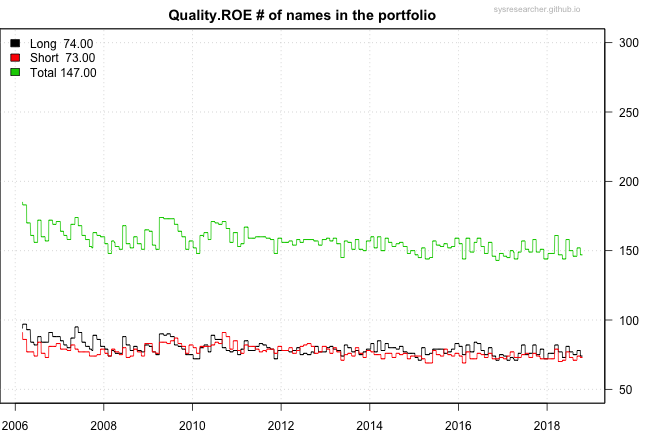 sysresearcher.github.io
Quality.ROE # of names in the portfolio
Long 74.00
Short 73.00
Total 147.00
300
250
200
150
100
50
2006 2008 2010 2012 2014 2016 2018